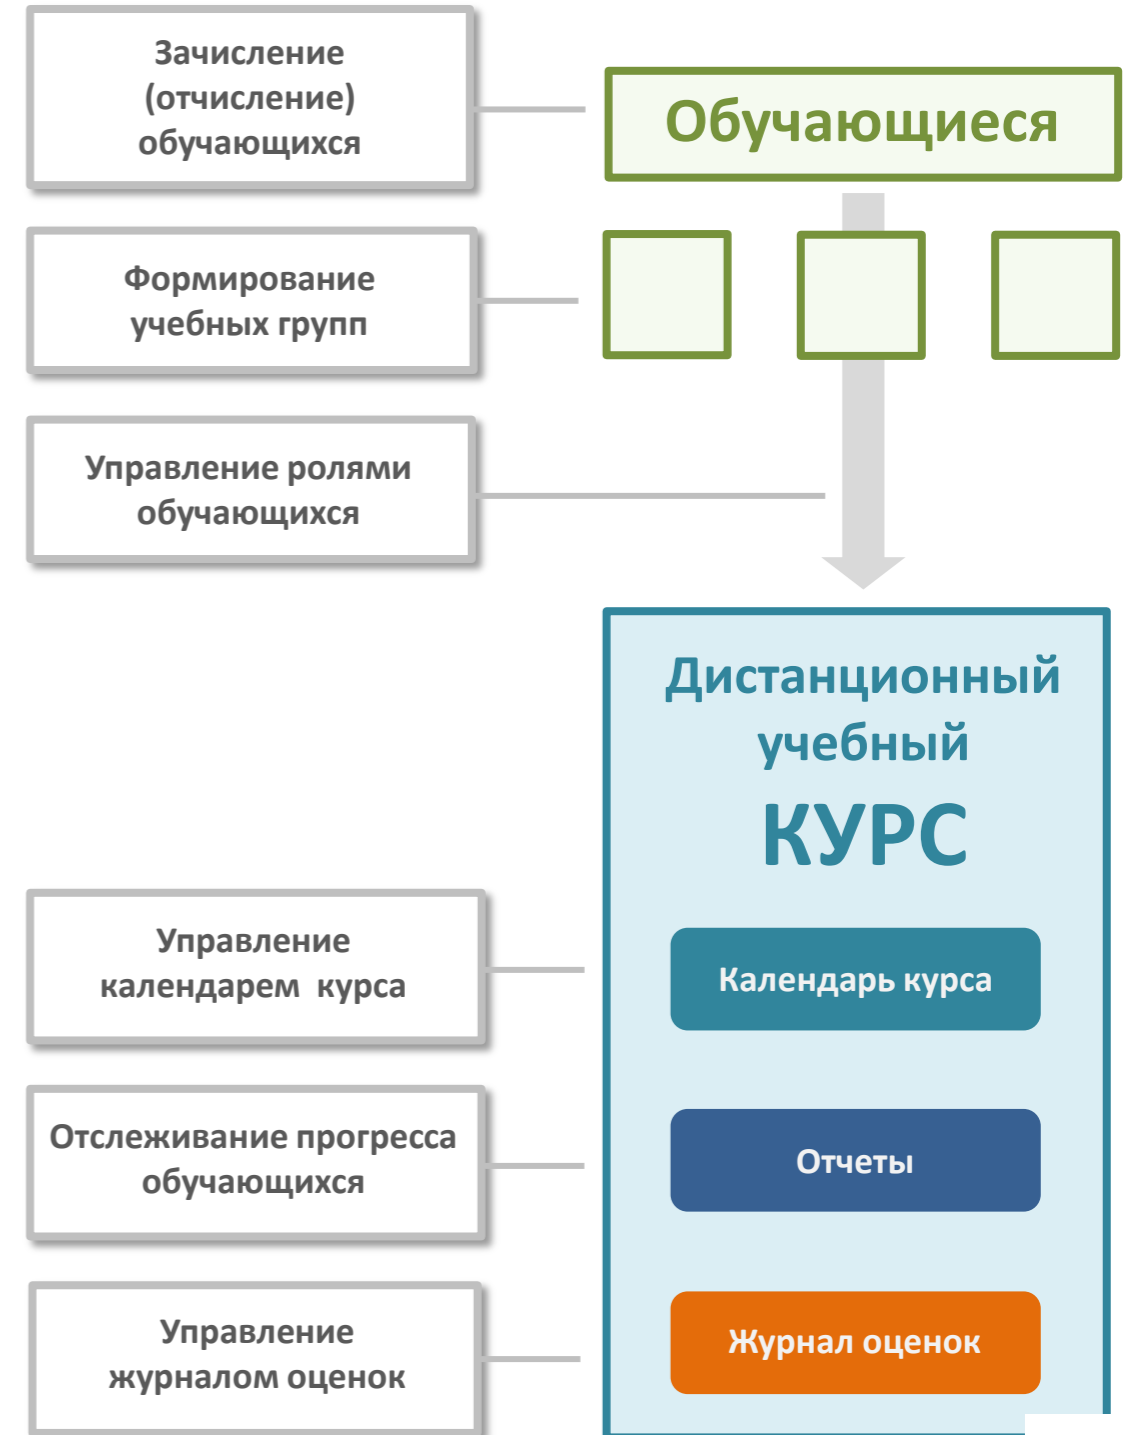 Зачисление
(отчисление)
обучающихся
Обучающиеся
Формирование
учебных групп
Управление ролями
обучающихся
Дистанционный
учебный
КУРС
Управление
календарем курса
Календарь курса
Отслеживание прогресса
обучающихся
Отчеты
Управление
журналом оценок
Журнал оценок